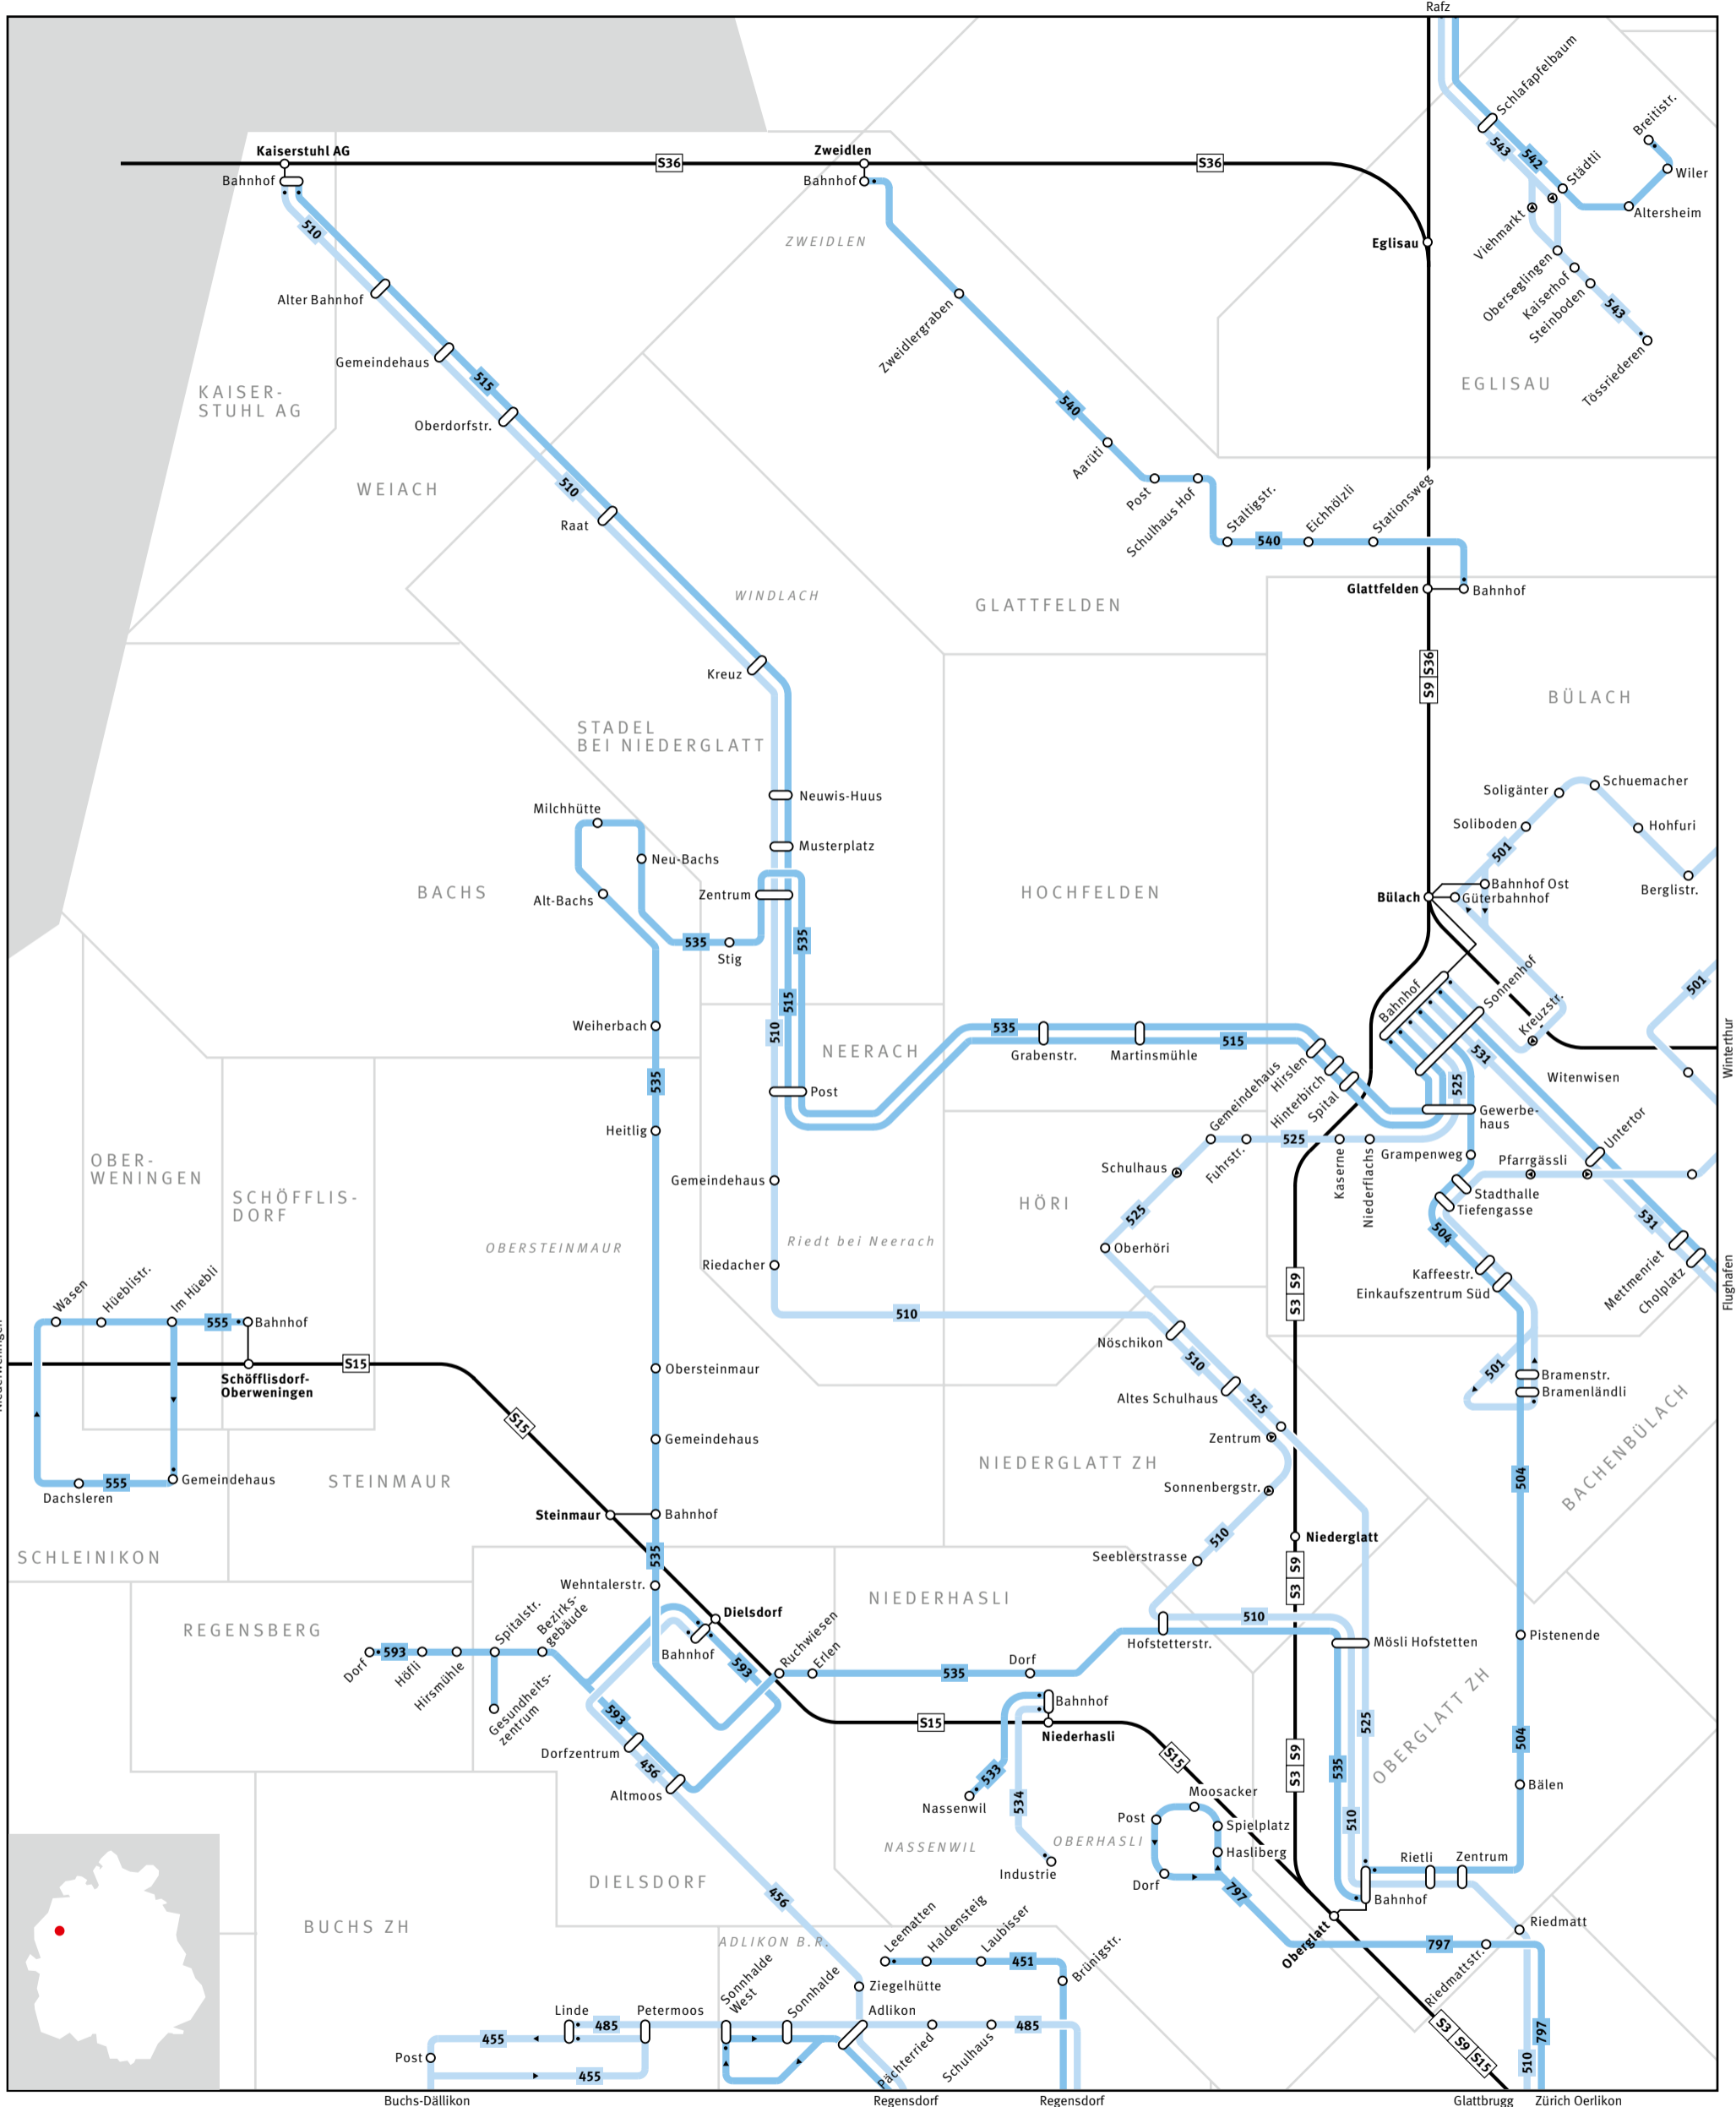 Rafz
Schlafapfelbaum
Breitistr.
Kaiserstuhl AG
Zweidlen
543
542
Städtli
S36
S36
Bahnhof
Bahnhof
Wiler
Altersheim
Viehmarkt
510
ZWEIDLEN
Eglisau
Oberseglingen
Kaiserhof
Steinboden
543
Alter Bahnhof
Zweidlergraben
Gemeindehaus
515
Tössriederen
EGLISAU
KAISER-
STUHL AG
540
Oberdorfstr.
Aarüti
WEIACH
510
Post
Schulhaus Hof
Staltigstr.
Eichhölzli
Stationsweg
Raat
540
WINDLACH
GLATTFELDEN
Glattfelden
Bahnhof
Kreuz
S9
S36
BÜLACH
STADEL
BEI NIEDERGLATT
Neuwis-Huus
Soligänter
Schuemacher
Milchhütte
Soliboden
Hohfuri
Neu-Bachs
Musterplatz
501
BACHS
Alt-Bachs
Zentrum
HOCHFELDEN
Bülach
Bahnhof Ost
Güterbahnhof
Berglistr.
535
Stig
535
515
510
Bahnhof
Sonnenhof
Kreuzstr.
501
Weiherbach
535
NEERACH
Grabenstr.
Martinsmühle
515
531
Winterthur
Witenwisen
535
Post
Gemeindehaus
Hirslen
Hinterbirch
Spital
525
Gewerbe-
haus
Heitlig
525
Untertor
OBER-
WENINGEN
Schulhaus
Fuhrstr.
Kaserne
Niederflachs
Grampenweg
Pfarrgässli
Gemeindehaus
SCHÖFFLIS-
DORF
HÖRI
Stadthalle
Tiefengasse
525
504
531
OBERSTEINMAUR
Riedt bei Neerach
Oberhöri
Riedacher
Kaffeestr.
Einkaufszentrum Süd
Mettmenriet
Cholplatz
Flughafen
Wasen
Hüeblistr.
Im Hüebli
555
Bahnhof
510
S3
S9
Nöschikon
S15
Schöfflisdorf-
Oberweningen
Obersteinmaur
510
501
Bramenstr.
Bramenländli
Altes Schulhaus
525
S15
Gemeindehaus
Zentrum
BACHENBÜLACH
555
Dachsleren
Gemeindehaus
STEINMAUR
NIEDERGLATT ZH
Sonnenbergstr.
504
Steinmaur
Bahnhof
510
Niederglatt
SCHLEINIKON
535
Seeblerstrasse
S3
S9
Wehntalerstr.
NIEDERHASLI
Dielsdorf
REGENSBERG
Spitalstr.
Bezirks-
gebäude
510
Hofstetterstr.
Mösli Hofstetten
Pistenende
Dorf
593
Höfli
Hirsmühle
Bahnhof
593
Ruchwiesen
Erlen
535
Dorf
Gesundheits-
zentrum
593
Bahnhof
S15
Niederhasli
525
OBERGLATT ZH
504
Dorfzentrum
456
S15
S3
S9
535
Altmoos
533
Nassenwil
534
Moosacker
Bälen
Post
Spielplatz
510
NASSENWIL
OBERHASLI
Hasliberg
Industrie
Dorf
Rietli
Zentrum
DIELSDORF
456
797
Bahnhof
BUCHS ZH
Leematten
Haldensteig
Laubisser
Oberglatt
Riedmatt
ADLIKON B.R.
451
Brünigstr.
797
Riedmattstr.
Sonnhalde
West
Sonnhalde
Ziegelhütte
Linde
Petermoos
Adlikon
485
485
455
Pächterried
Schulhaus
S3
S9
S15
797
Post
455
510
Buchs-Dällikon
Regensdorf
Regensdorf
Glattbrugg
Zürich Oerlikon